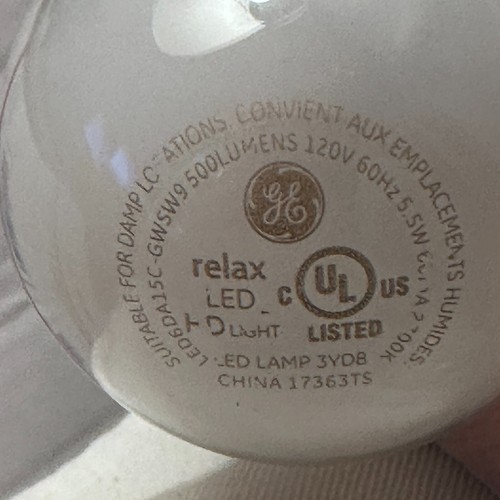 SUITABLE FOR DAMP LOCATIONS. CONVIENT AUX EMPLACEMENTS HUMIDES.
LED6DA15C-GWSW9 500LUMENS 120V 60Hz 5.5W
GE
relax
LED
LIGHT
C UL US
LISTED
LED LAMP 3YD8
CHINA 17363TS